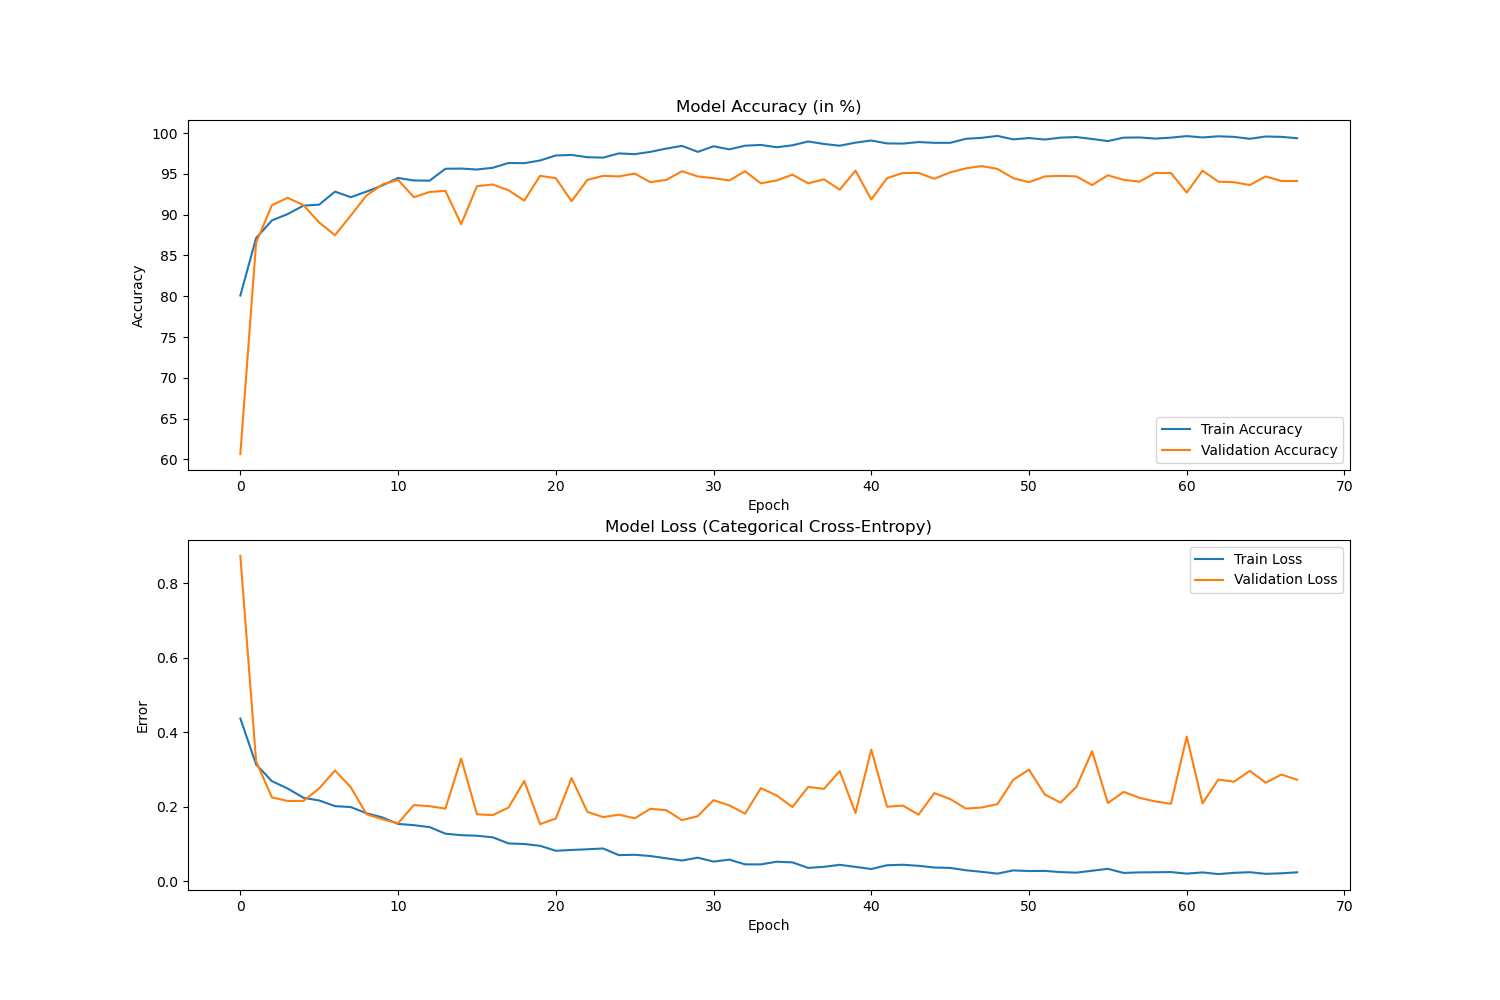 Model Accuracy (in %)
100
95
90
85
80
75
70
65
60
Accuracy
Train Accuracy
Validation Accuracy
0 10 20 30 40 50 60 70
Epoch
Model Loss (Categorical Cross-Entropy)
Train Loss
Validation Loss
0.8
0.6
0.4
0.2
0.0
Error
0 10 20 30 40 50 60 70
Epoch